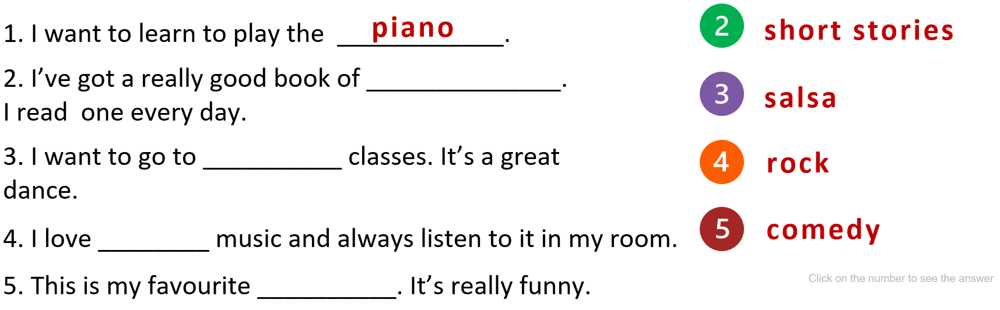 1. I want to learn to play the piano.
2. I’ve got a really good book of ______________.
I read one every day.
3. I want to go to __________ classes. It’s a great
dance.
4. I love ________ music and always listen to it in my room.
5. This is my favourite __________. It’s really funny.
2 short stories
3 salsa
4 rock
5 comedy
Click on the number to see the answer